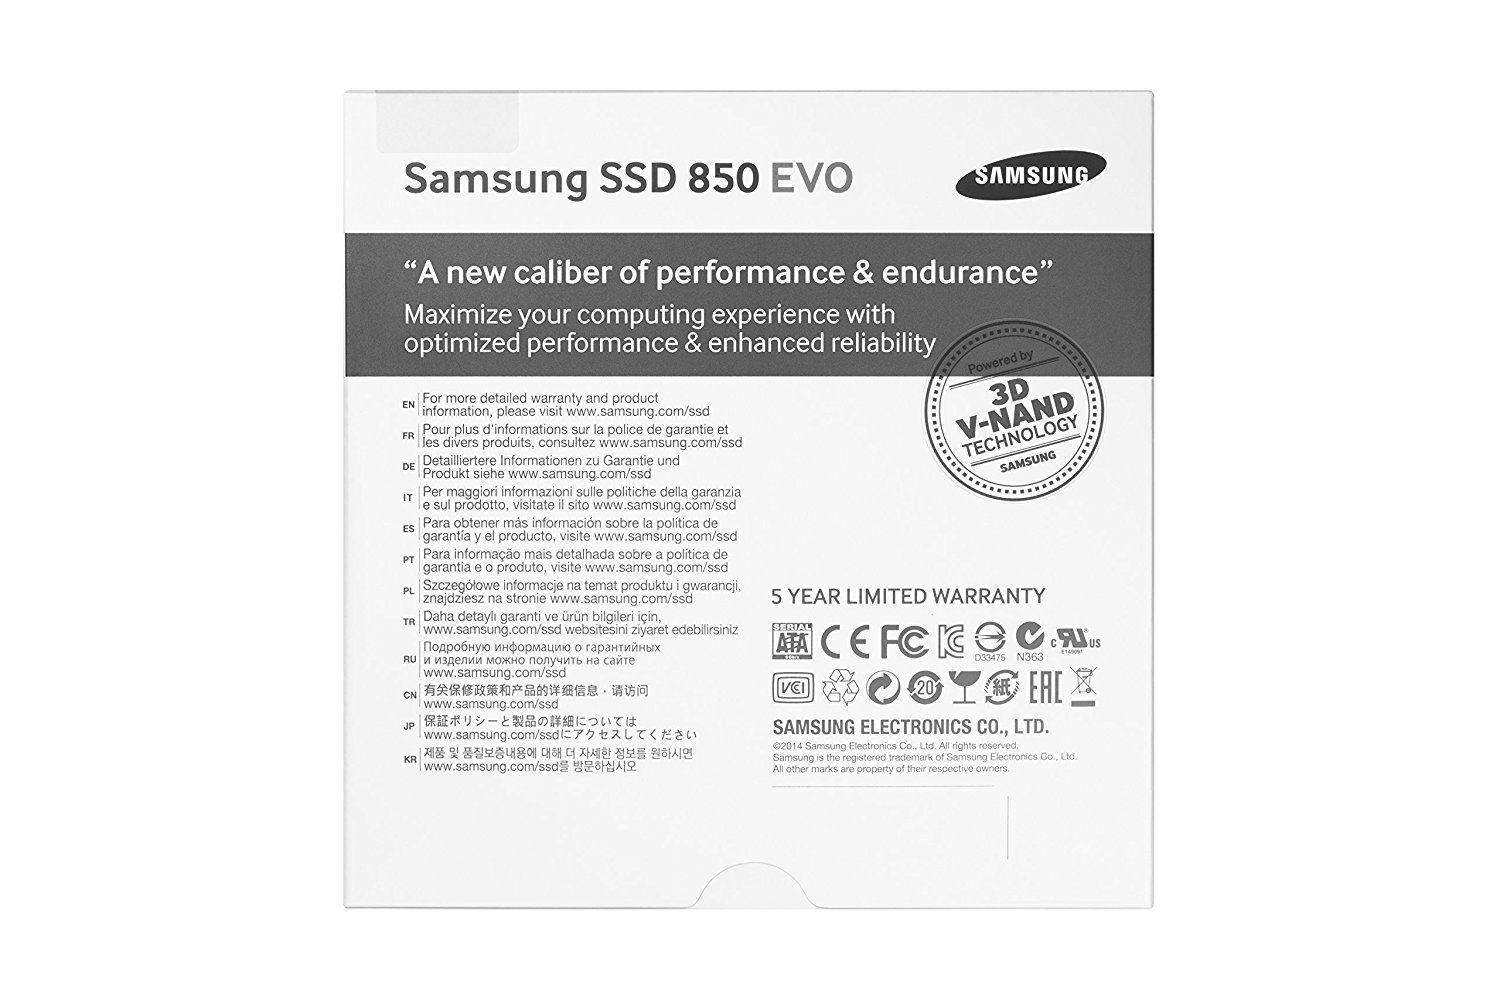 Samsung SSD 850 EVO
SAMSUNG
“A new caliber of performance & endurance”
Maximize your computing experience with
optimized performance & enhanced reliability
Powered by
3D
V-NAND
TECHNOLOGY
SAMSUNG
EN For more detailed warranty and product
information, please visit www.samsung.com/ssd
FR Pour plus d'informations sur la police de garantie et
les divers produits, consultez www.samsung.com/ssd
DE Detailliertere Informationen zu Garantie und
Produkt siehe www.samsung.com/ssd
IT Per maggiori informazioni sulle politiche della garanzia
e sul prodotto, visitate il sito www.samsung.com/ssd
ES Para obtener más información sobre la política de
garantía y el producto, visite www.samsung.com/ssd
PT Para informação mais detalhada sobre a política de
garantia e o produto, visite www.samsung.com/ssd
PL Szczegółowe informacje na temat produktu i gwarancji,
znajdziesz na stronie www.samsung.com/ssd
TR Daha detaylı garanti ve ürün bilgileri için,
www.samsung.com/ssd websitesini ziyaret edebilirsiniz
RU Подробную информацию о гарантийных
и изделии можно получить на сайте
www.samsung.com/ssd
CN 有关保修政策和产品的详细信息，请访问
www.samsung.com/ssd
JP 保証ポリシーと製品の詳細については
www.samsung.com/ssdにアクセスしてください
KR 제품 및 품질보증내용에 대해 더 자세한 정보를 원하시면
www.samsung.com/ssd를 방문하십시오
5 YEAR LIMITED WARRANTY
SERIAL
ATA
6Gb/s
CE FC KC D33475 N363 c RU us
E149091
VCI 20 紙 EAC
SAMSUNG ELECTRONICS CO., LTD.
©2014 Samsung Electronics Co., Ltd. All rights reserved.
Samsung is the registered trademark of Samsung Electronics Co., Ltd.
All other marks are property of their respective owners.